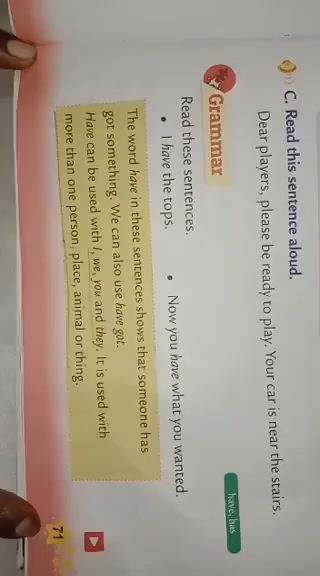 C. Read this sentence aloud.
Dear players, please be ready to play. Your car is near the stairs.
Grammar
have, has
Read these sentences.
• I have the tops. • Now you have what you wanted.
The word have in these sentences shows that someone has
got something. We can also use have got.
Have can be used with I, we, you and they. It is used with
more than one person, place, animal or thing.
71